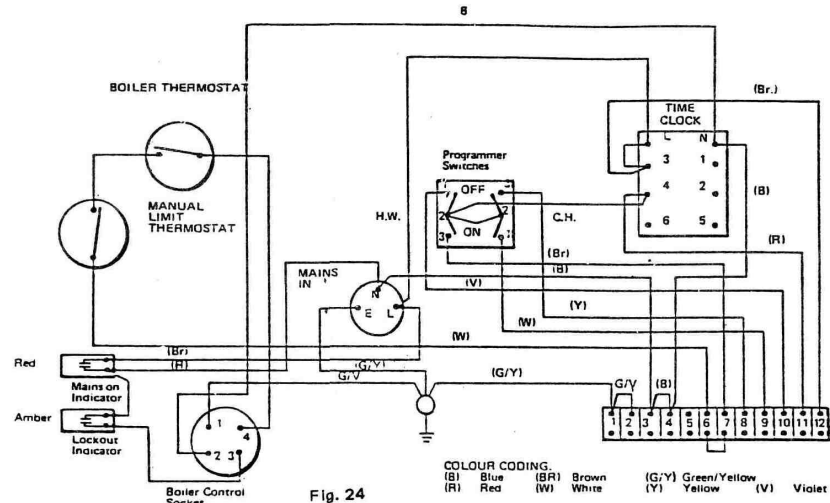 8
BOILER THERMOSTAT
MANUAL
LIMIT
THERMOSTAT
Programmer
Switches
OFF
2 2
ON
3
H.W.
C.H.
TIME
CLOCK
L N
3 1
4 2
6 5
(Br.)
(B)
(R)
MAINS
IN
N
E L
(Br)
(B)
(V)
(Y)
(W)
(W)
Red
(Br)
(R)
Mains on
Indicator
Amber
Lockout
Indicator
1 4
2 3
Boiler Control
Socket
(G/Y)
G/V
(G/Y)
G/V
(B)
1 2 3 4 5 6 7 8 9 10 11 12
Fig. 24
COLOUR CODING.
(B) Blue (BR) Brown (G/Y) Green/Yellow
(R) Red (W) White (Y) Yellow (V) Violet